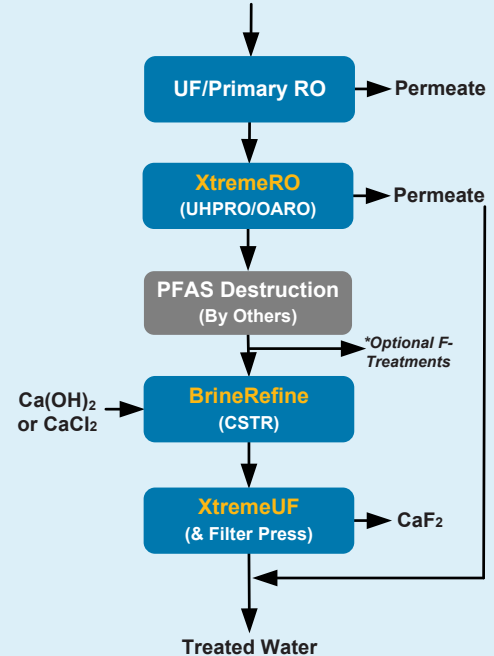 UF/Primary RO
Permeate
XtremeRO
(UHPRO/OARO)
Permeate
PFAS Destruction
(By Others)
*Optional F-
Treatments
Ca(OH)₂
or CaCl₂
BrineRefine
(CSTR)
XtremeUF
(& Filter Press)
CaF₂
Treated Water